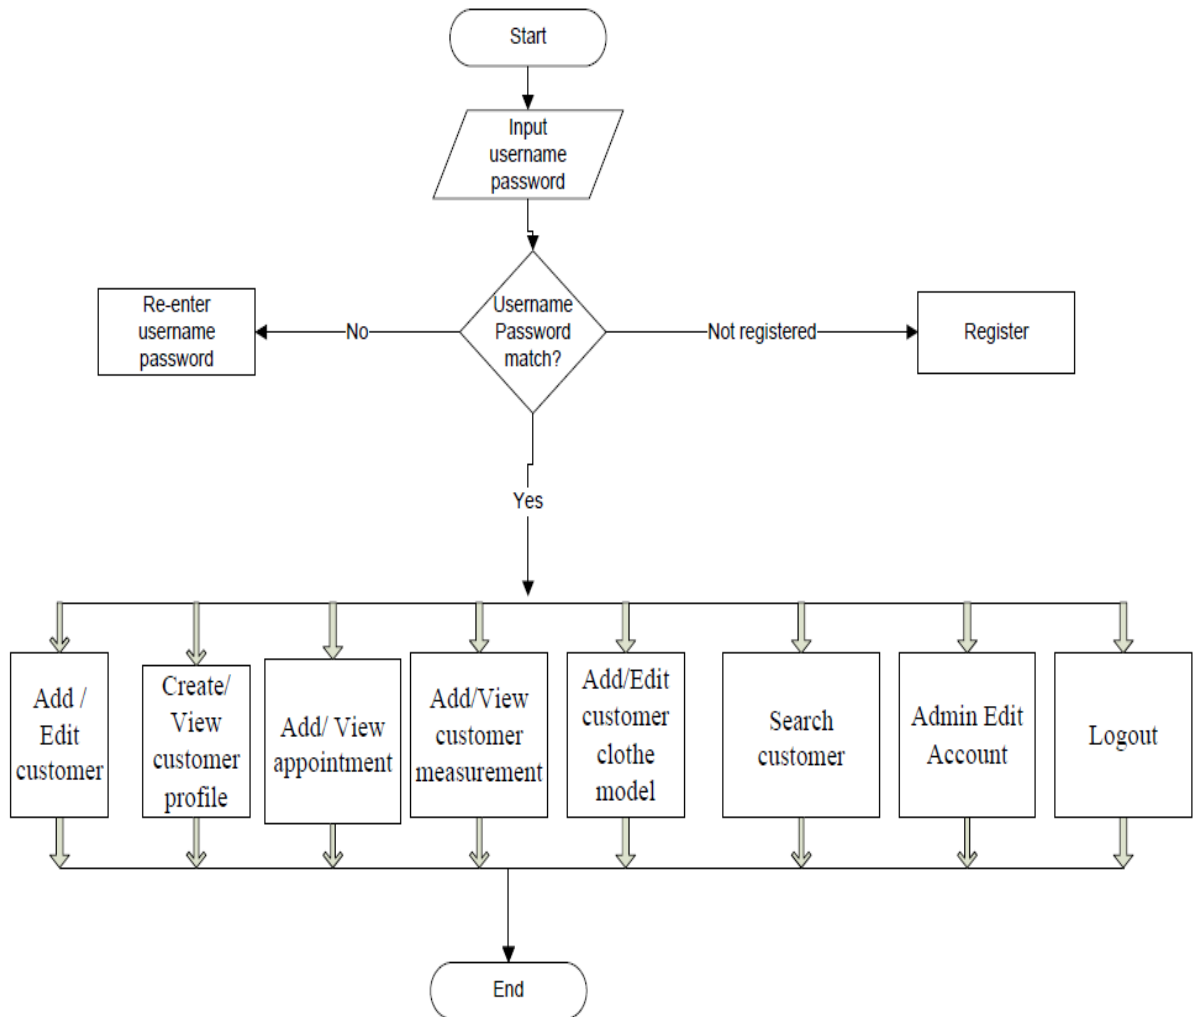 Start
Input
username
password
Username
Password
match?
No
Re-enter
username
password
Not registered
Register
Yes
Add /
Edit
customer
Create/
View
customer
profile
Add/ View
appointment
Add/View
customer
measurement
Add/Edit
customer
clothe
model
Search
customer
Admin Edit
Account
Logout
End